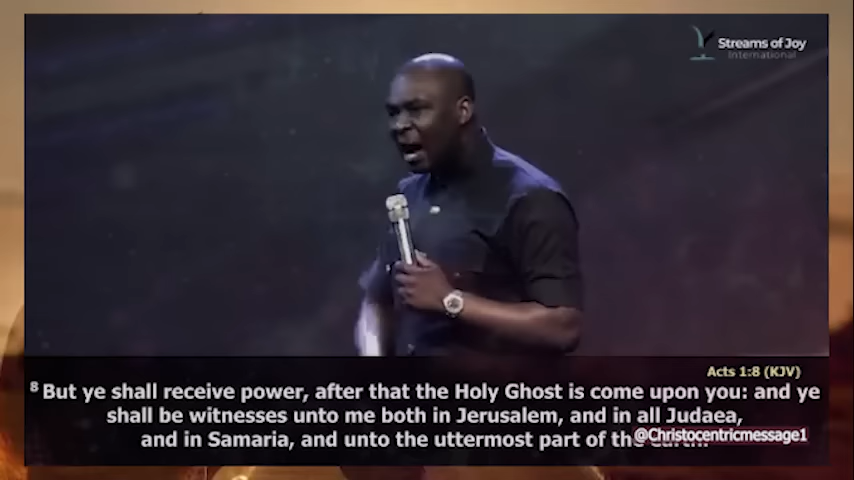 Streams of Joy
International
Acts 1:8 (KJV)
8 But ye shall receive power, after that the Holy Ghost is come upon you: and ye
shall be witnesses unto me both in Jerusalem, and in all Judaea,
and in Samaria, and unto the uttermost part of the
@Christocentricmessage1